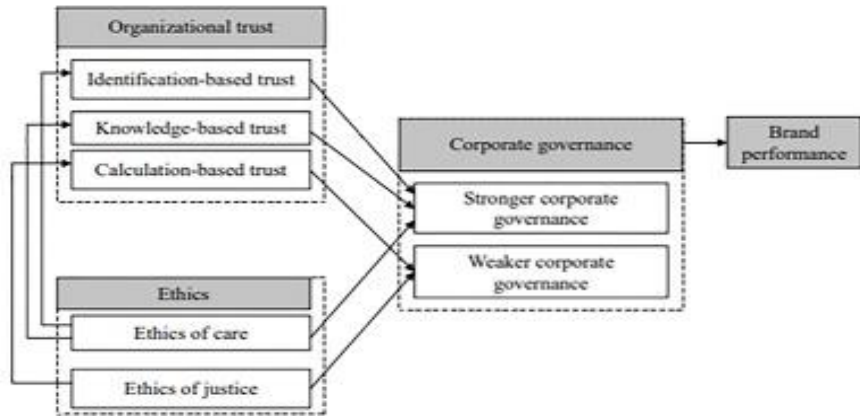 Organizational trust
Identification-based trust
Knowledge-based trust
Calculation-based trust
Corporate governance
Stronger corporate
governance
Weaker corporate
governance
Brand
performance
Ethics
Ethics of care
Ethics of justice